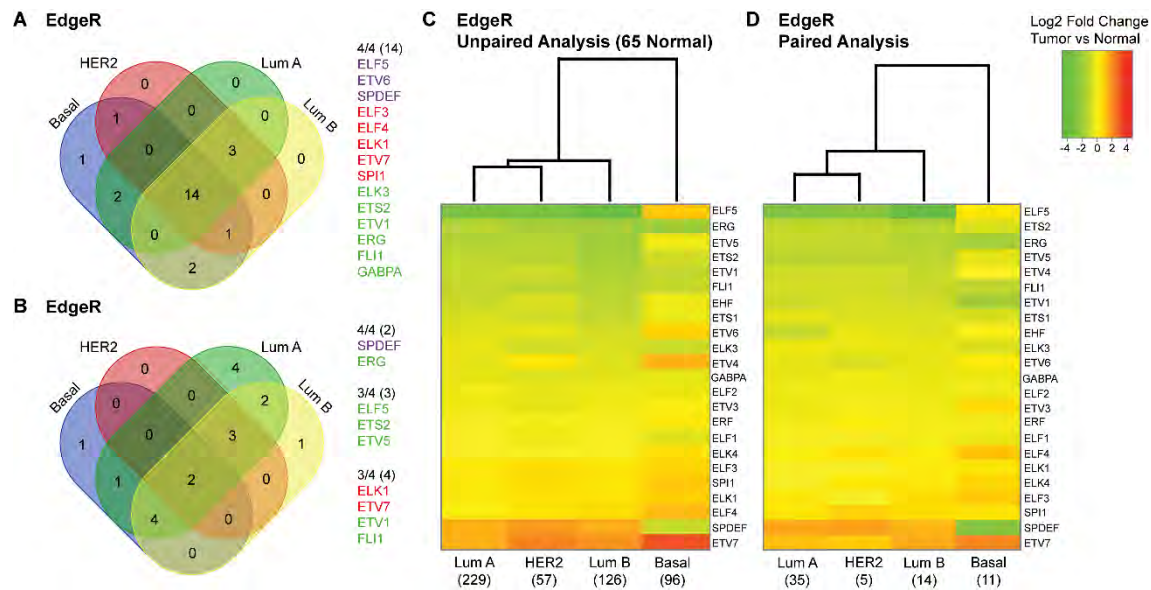 A EdgeR
HER2
Lum A
Basal
Lum B
0
0
1
0
0
1
0
3
0
2
14
0
0
1
2
4/4 (14)
ELF5
ETV6
SPDEF
ELF3
ELF4
ELK1
ETV7
SPI1
ELK3
ETS2
ETV1
ERG
FLI1
GABPA
B EdgeR
HER2
Lum A
Basal
Lum B
0
4
0
0
2
1
0
3
1
1
2
0
4
0
0
4/4 (2)
SPDEF
ERG
3/4 (3)
ELF5
ETS2
ETV5
3/4 (4)
ELK1
ETV7
ETV1
FLI1
C EdgeR
Unpaired Analysis (65 Normal)
ELF5
ERG
ETV5
ETS2
ETV1
FLI1
EHF
ETS1
ETV6
ELK3
ETV4
GABPA
ELF2
ETV3
ERF
ELF1
ELK4
ELF3
SPI1
ELK1
ELF4
SPDEF
ETV7
Lum A HER2 Lum B Basal
(229) (57) (126) (96)
D EdgeR
Paired Analysis
ELF5
ETS2
ERG
ETV5
ETV4
FLI1
ETV1
ETS1
EHF
ELK3
ETV6
GABPA
ELF2
ETV3
ERF
ELF1
ELF4
ELK1
ELK4
ELF3
SPI1
SPDEF
ETV7
Lum A HER2 Lum B Basal
(35) (5) (14) (11)
Log2 Fold Change
Tumor vs Normal
-4 -2 0 2 4